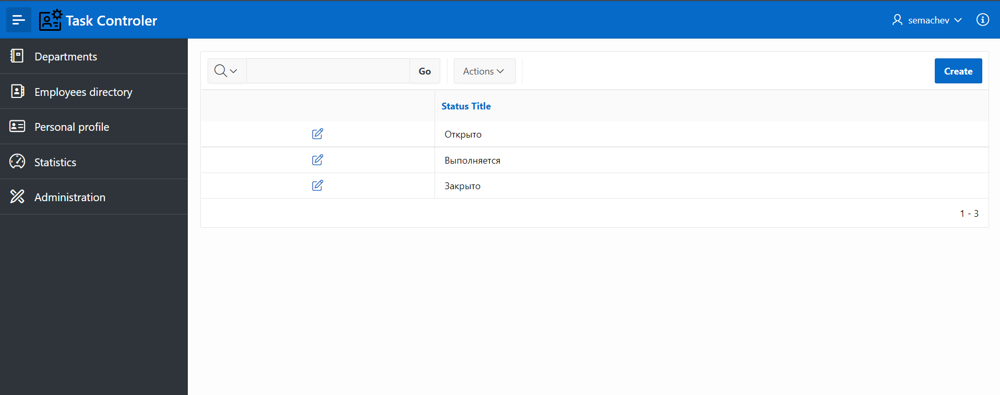 Task Controler
semachev
Departments
Employees directory
Personal profile
Statistics
Administration
Go
Actions
Create
Status Title
Открыто
Выполняется
Закрыто
1 - 3